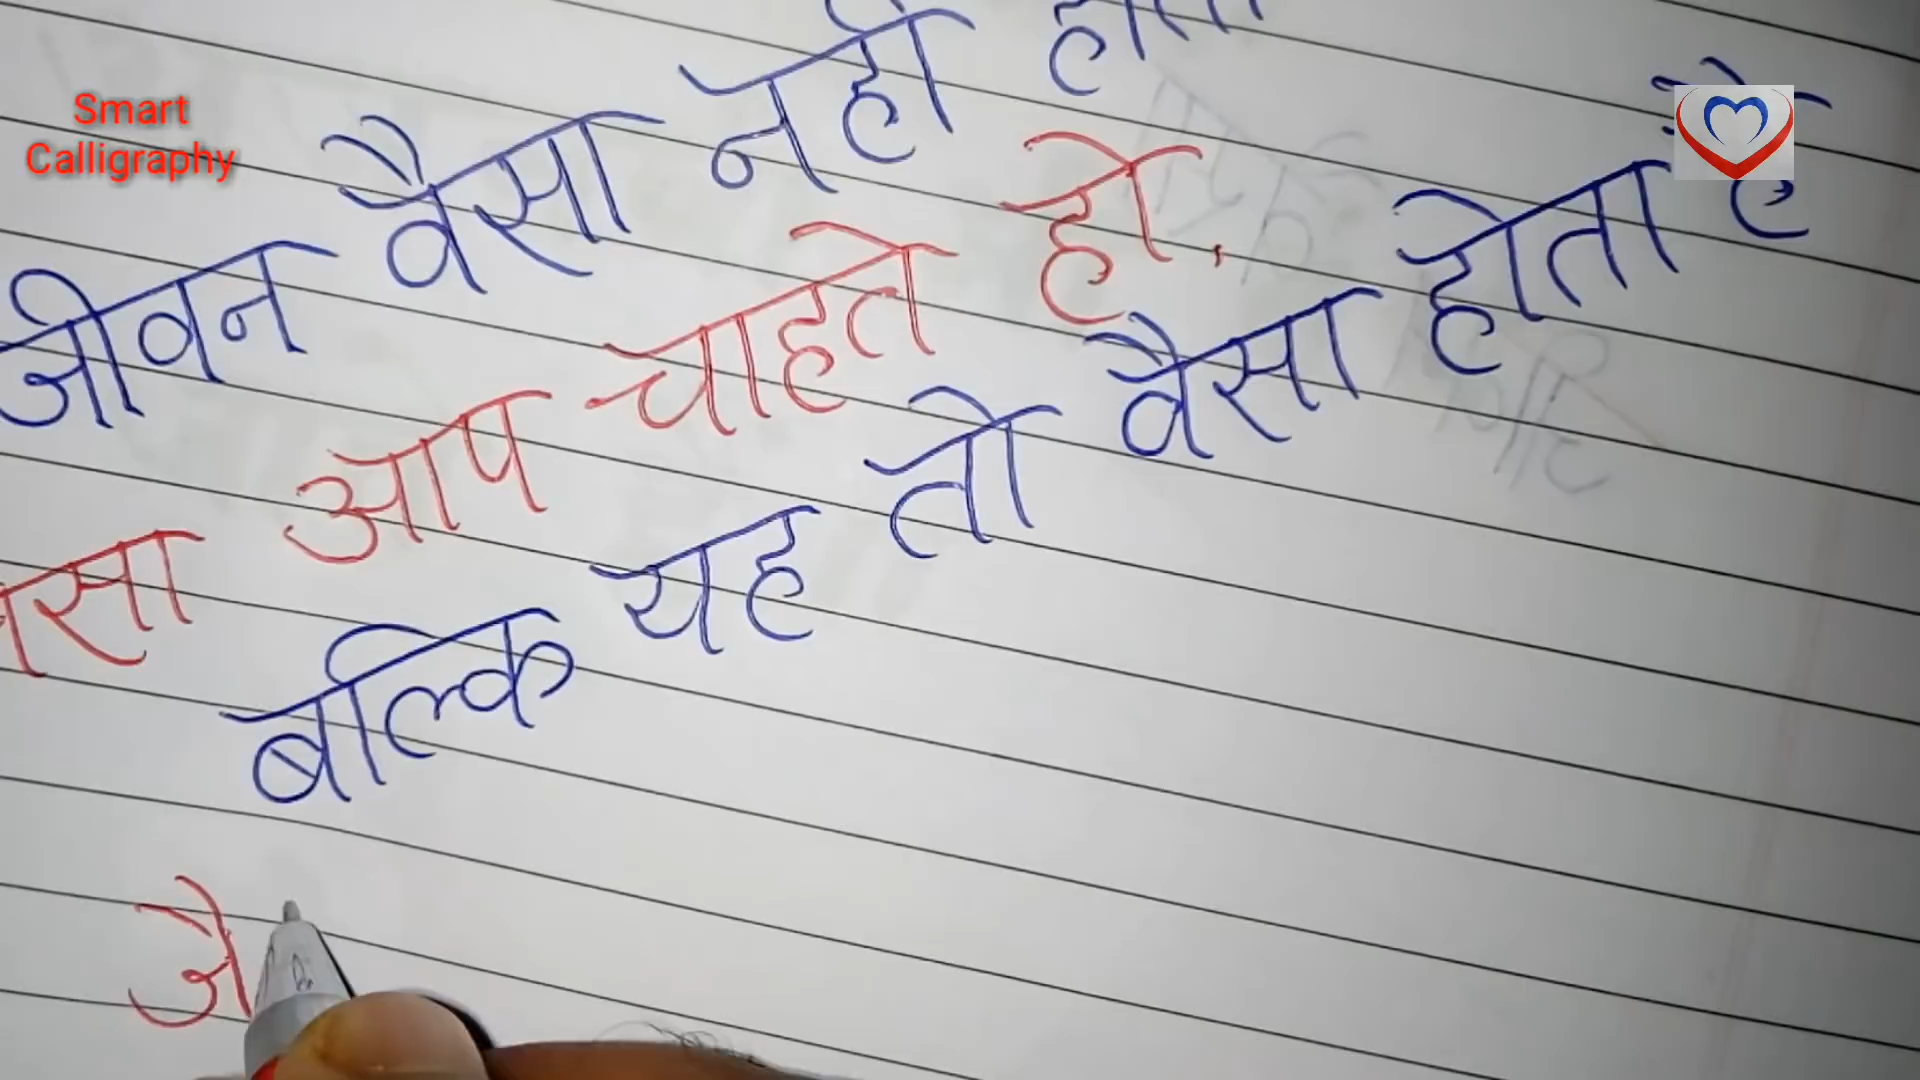 Smart
Calligraphy
जीवन वैसा नहीं
आप चाहते हो,
बल्कि यह तो वैसा होता है
जै